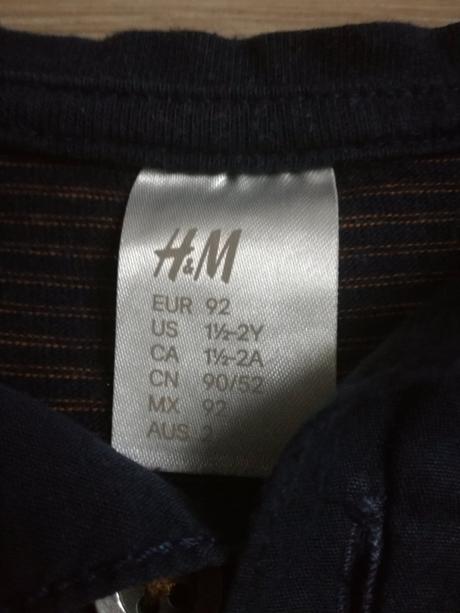 H&M
EUR 92
US 1½-2Y
CA 1½-2A
CN 90/52
MX 92
AUS 2